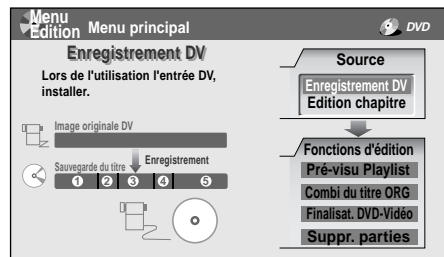 Menu
Edition Menu principal
DVD
Enregistrement DV
Lors de l'utilisation l'entrée DV,
installer.
Image originale DV
Sauvegarde du titre
Enregistrement
1 2 3 4 5
Source
Enregistrement DV
Edition chapitre
Fonctions d'édition
Pré-visu Playlist
Combi du titre ORG
Finalisat. DVD-Vidéo
Suppr. parties